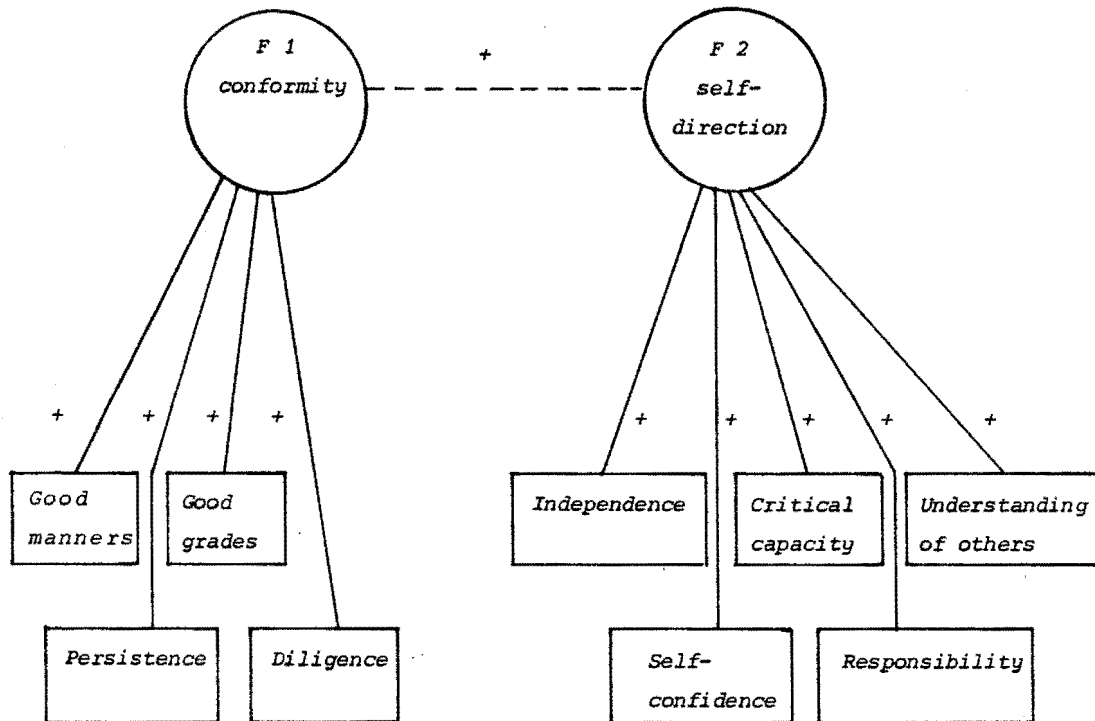 F 1
conformity
+
F 2
self-
direction
+ + + +
+ + + + +
Good
manners
Good
grades
Independence
Critical
capacity
Understanding
of others
Persistence
Diligence
Self-
confidence
Responsibility